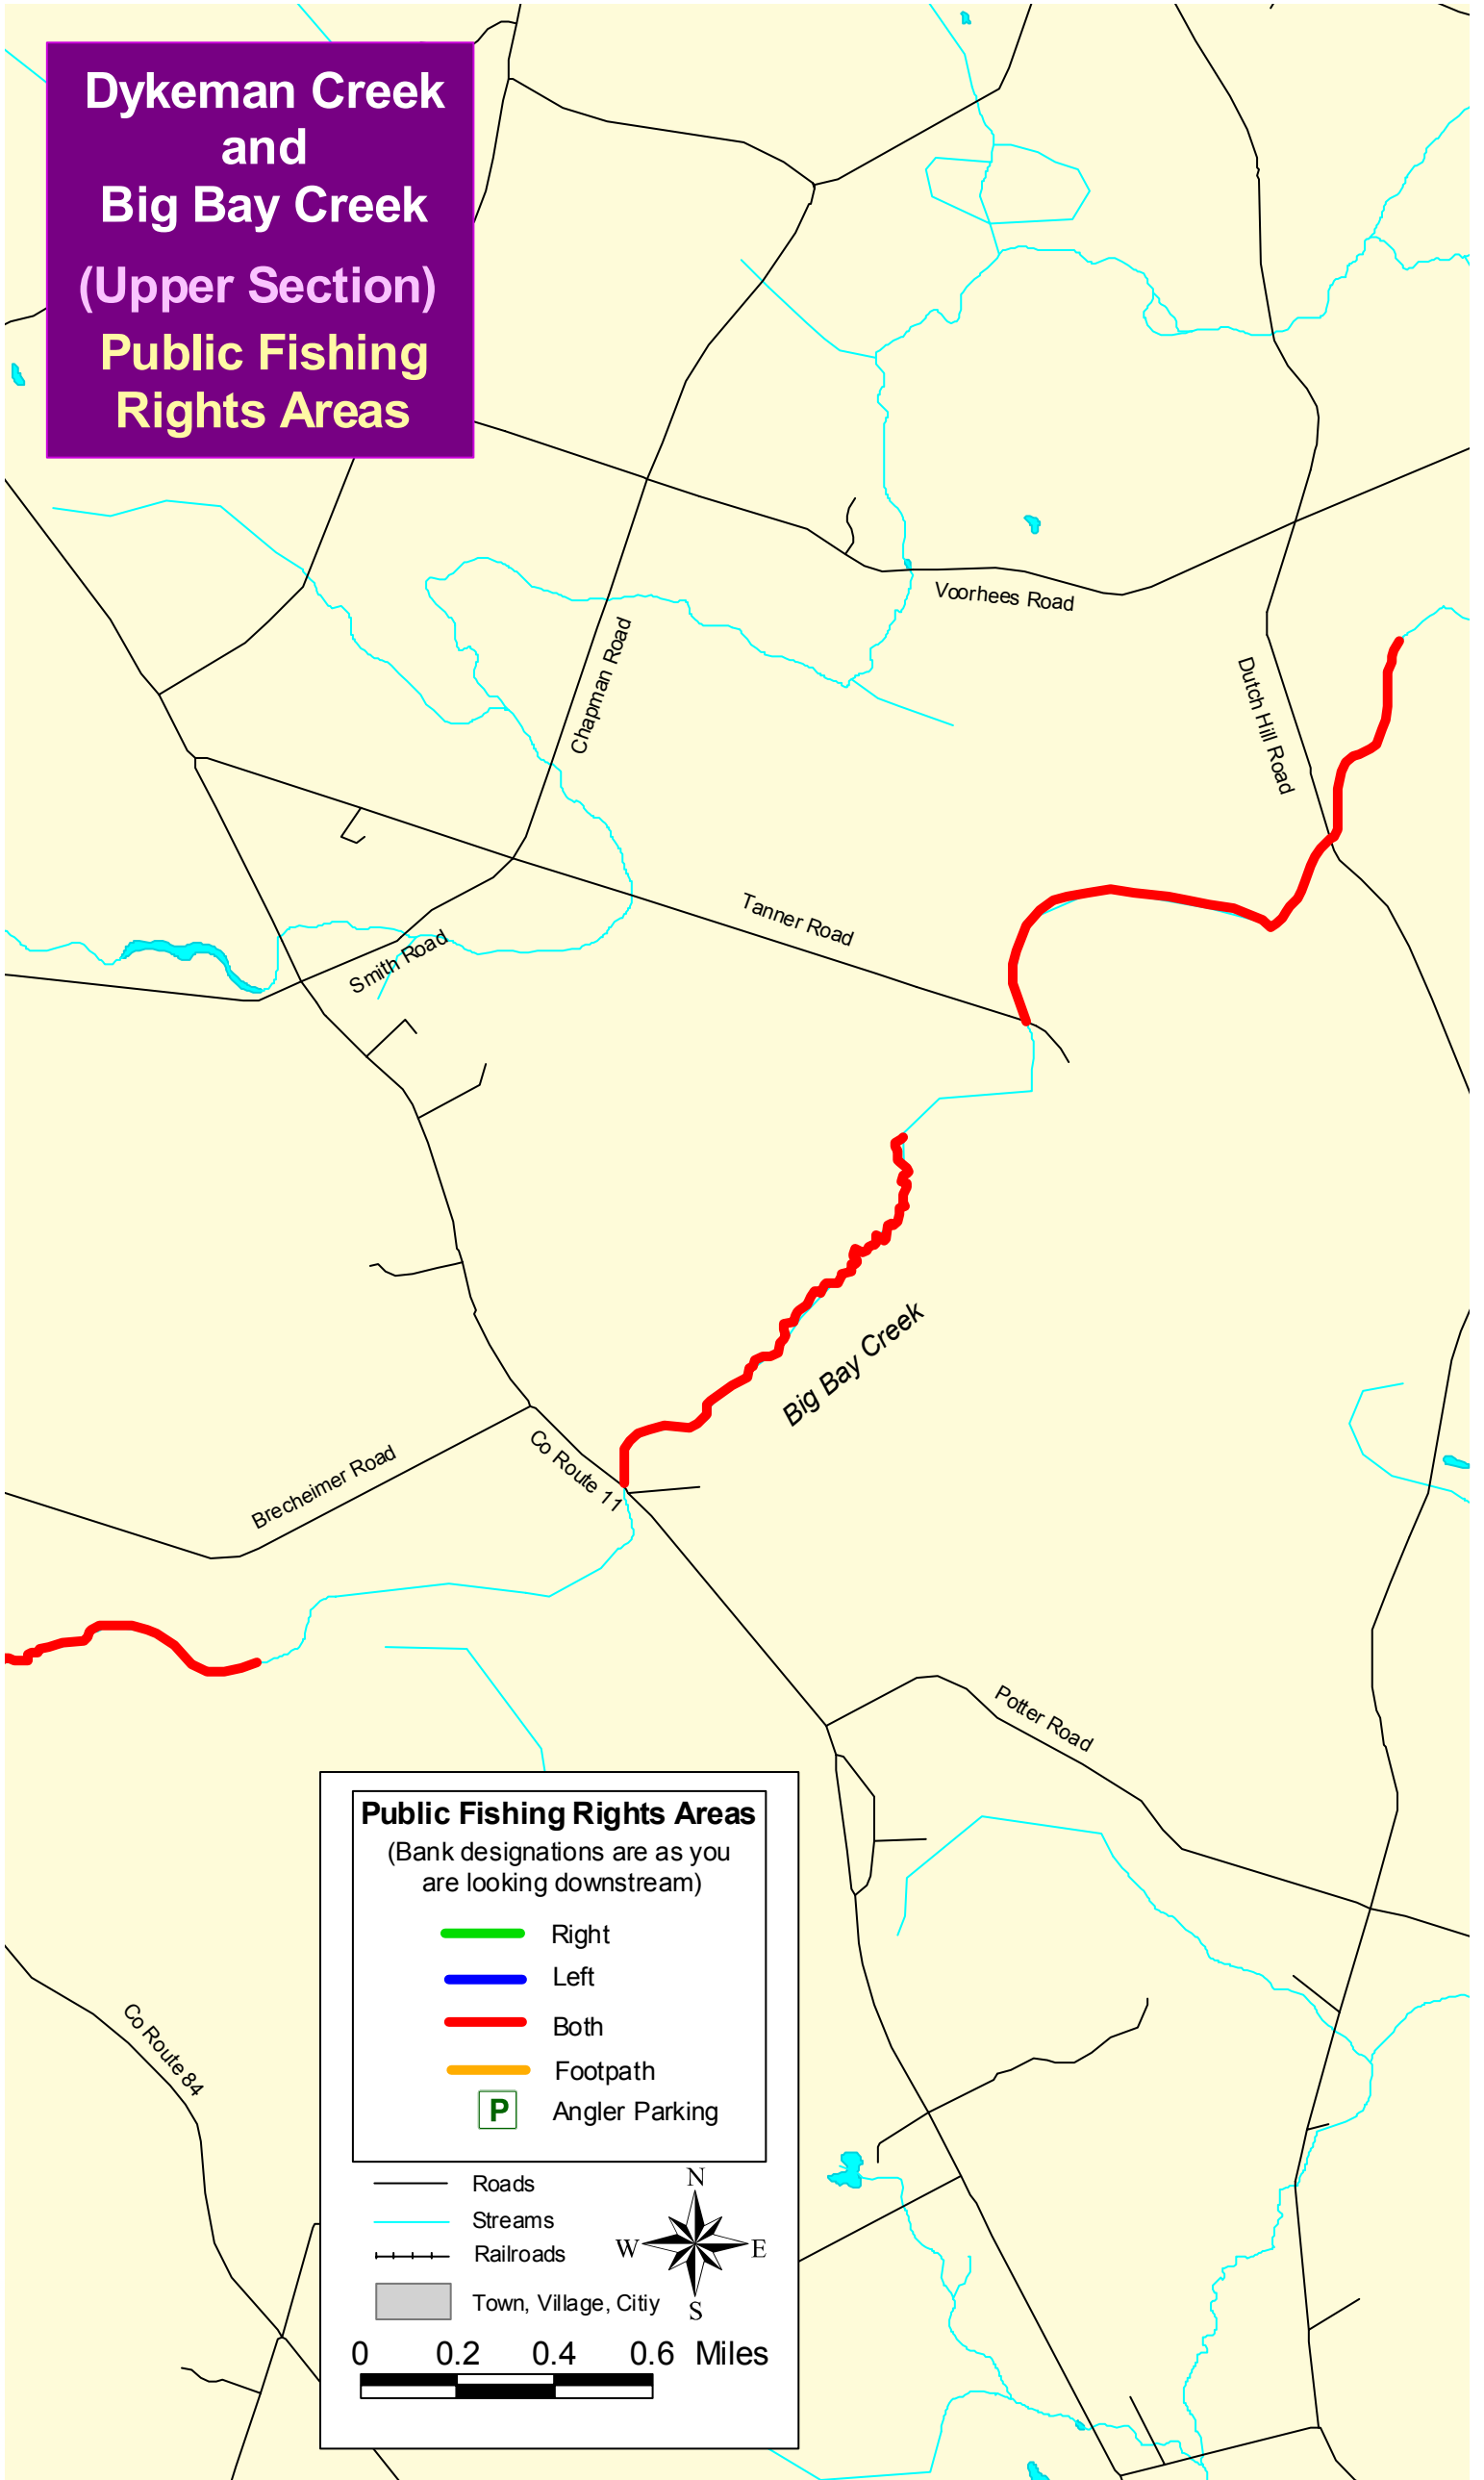 Dykeman Creek
and
Big Bay Creek
(Upper Section)
Public Fishing
Rights Areas
Voorhees Road
Chapman Road
Dutch Hill Road
Tanner Road
Smith Road
Big Bay Creek
Co Route 11
Brecheimer Road
Potter Road
Co Route 84
Public Fishing Rights Areas
(Bank designations are as you
are looking downstream)
Right
Left
Both
Footpath
P Angler Parking
Roads
Streams
Railroads
Town, Village, Citiy
N
W E
S
0 0.2 0.4 0.6 Miles